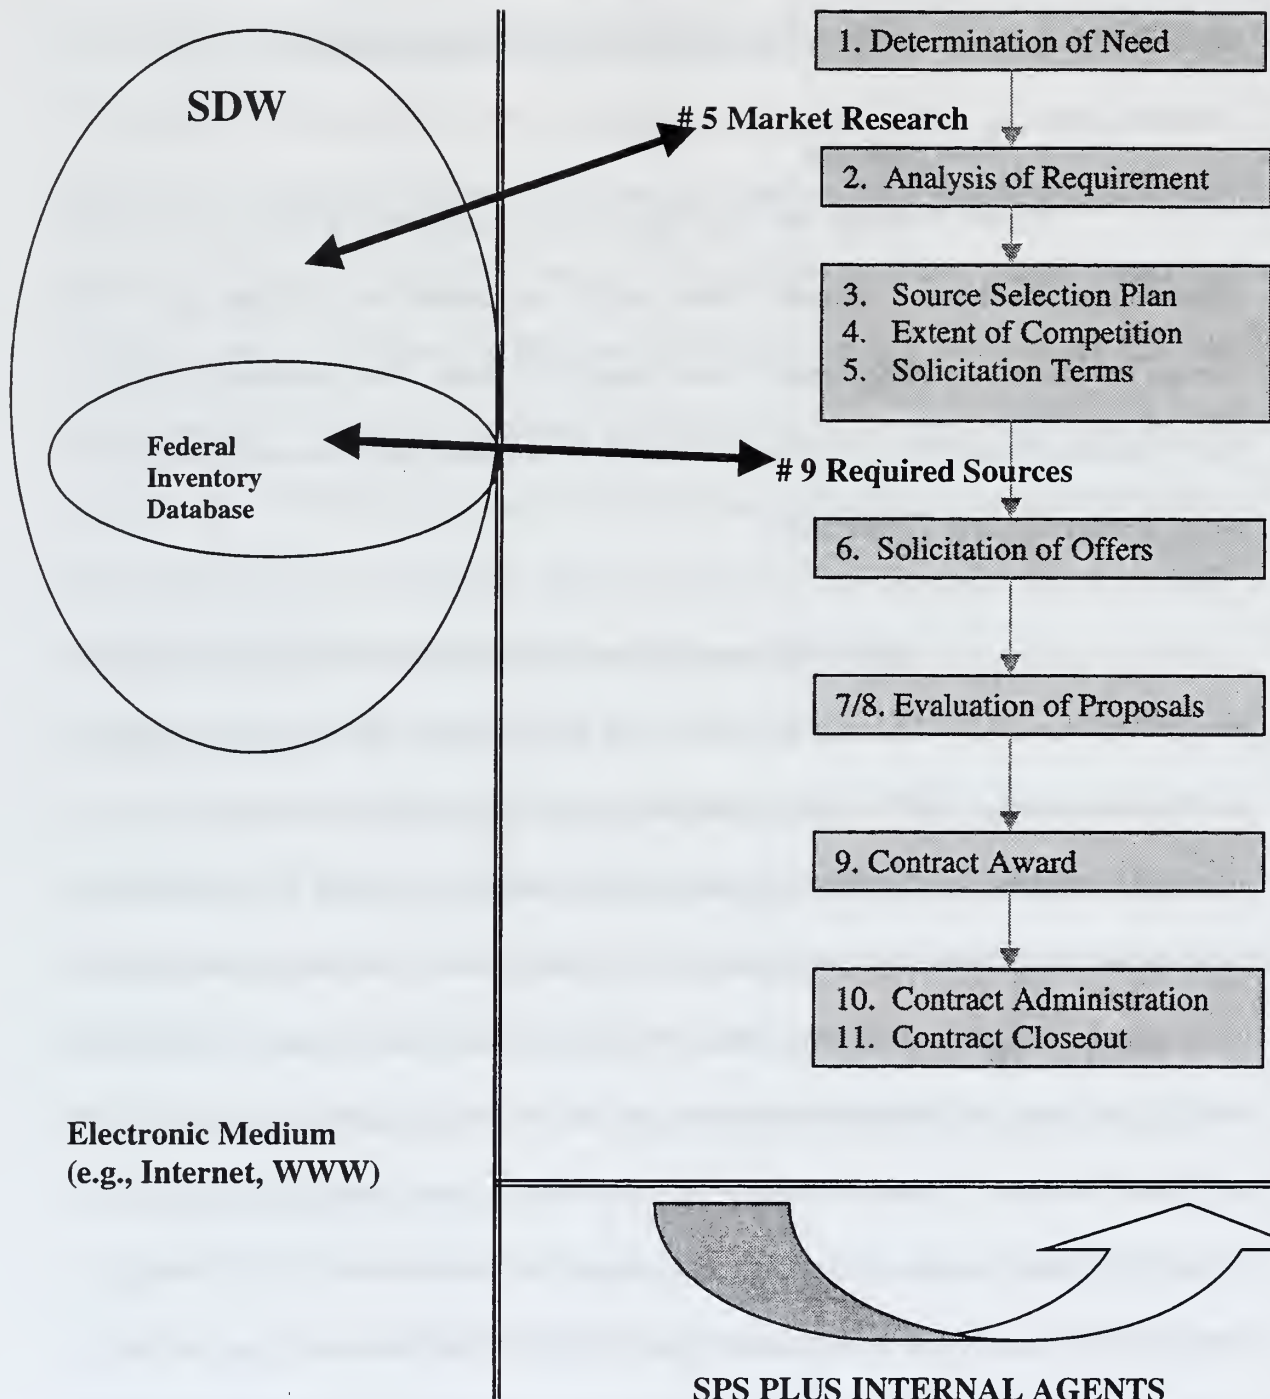 SDW
1. Determination of Need
# 5 Market Research
2. Analysis of Requirement
3. Source Selection Plan
4. Extent of Competition
5. Solicitation Terms
Federal
Inventory
Database
# 9 Required Sources
6. Solicitation of Offers
7/8. Evaluation of Proposals
9. Contract Award
10. Contract Administration
11. Contract Closeout
Electronic Medium
(e.g., Internet, WWW)
SPS PLUS INTERNAL AGENTS